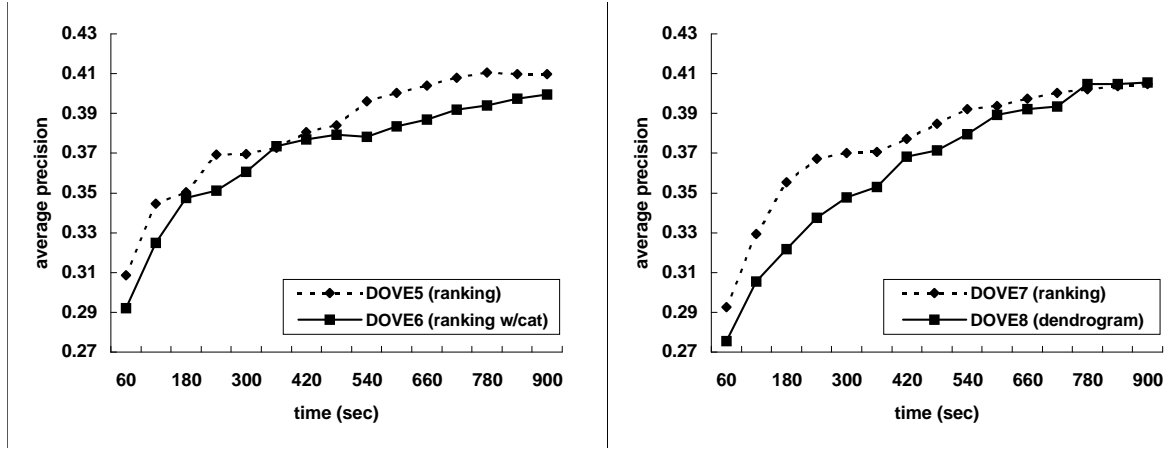 0.43
0.41
0.39
0.37
0.35
0.33
0.31
0.29
0.27
average precision
DOVE5 (ranking)
DOVE6 (ranking w/cat)
60 180 300 420 540 660 780 900
time (sec)
0.43
0.41
0.39
0.37
0.35
0.33
0.31
0.29
0.27
average precision
DOVE7 (ranking)
DOVE8 (dendrogram)
60 180 300 420 540 660 780 900
time (sec)